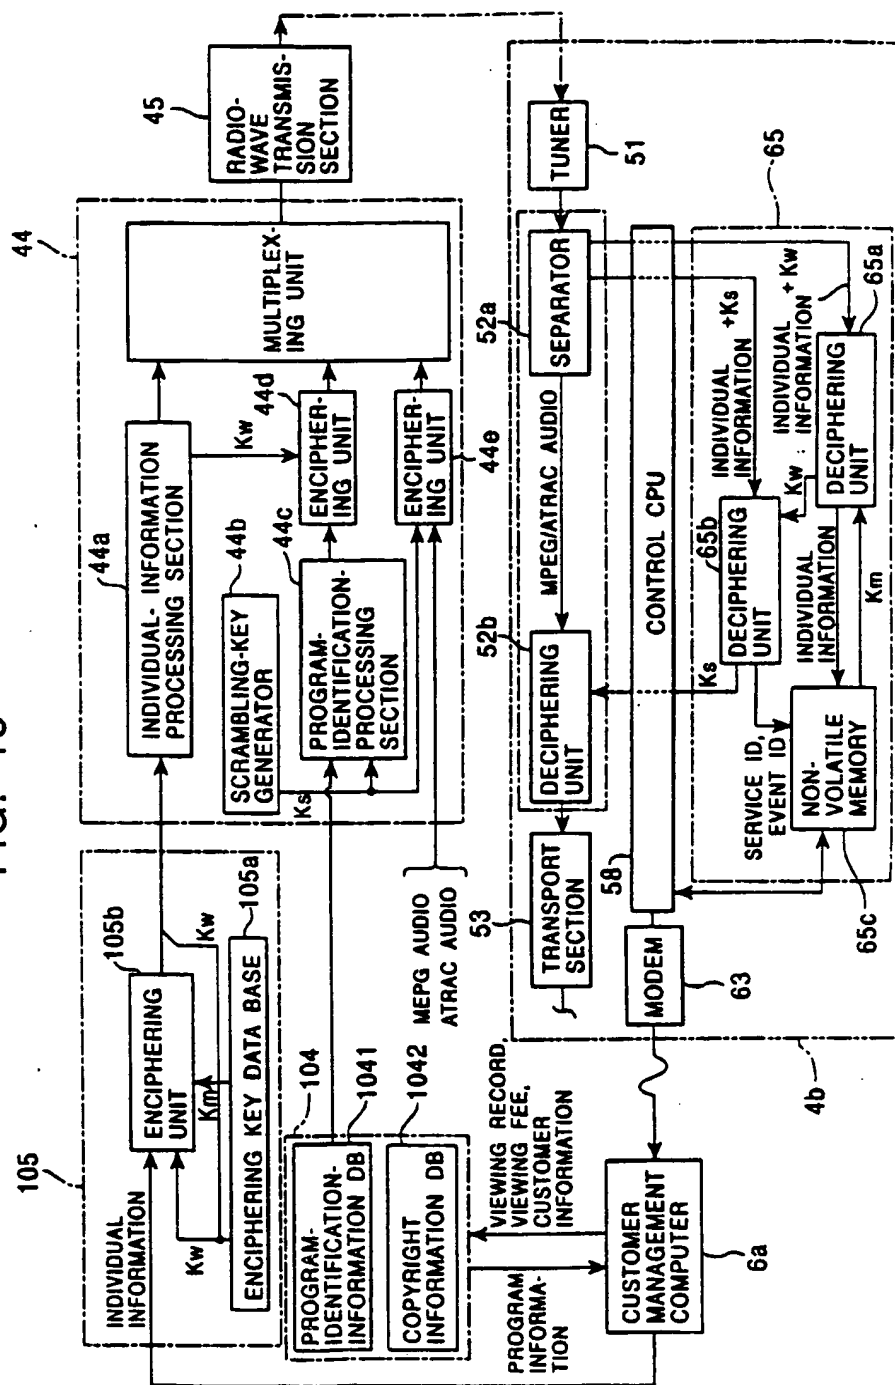 105
INDIVIDUAL
INFORMATION
105b
ENCIPHERING
UNIT
Kw
Km
Kw
105a
ENCIPHERING KEY DATA BASE
104
1041
PROGRAM-
IDENTIFICATION-
INFORMATION DB
1042
COPYRIGHT
INFORMATION DB
PROGRAM
INFORMA-
TION
VIEWING RECORD
VIEWING FEE,
CUSTOMER
INFORMATION
CUSTOMER
MANAGEMENT
COMPUTER
6a
44
44a
INDIVIDUAL- INFORMATION
PROCESSING SECTION
Kw
44b
SCRAMBLING-KEY
GENERATOR
Ks
44c
PROGRAM-
IDENTIFICATION-
PROCESSING
SECTION
44d
ENCIPHER-
ING UNIT
ENCIPHER-
ING UNIT
44e
MULTIPLEX-
ING UNIT
MEPG AUDIO
ATRAC AUDIO
45
RADIO-
WAVE
TRANSMIS-
SION
SECTION
TUNER
51
52a
SEPARATOR
MPEG/ATRAC AUDIO
52b
DECIPHERING
UNIT
53
TRANSPORT
SECTION
58
CONTROL CPU
MODEM
63
65
INDIVIDUAL
INFORMATION +Ks
INDIVIDUAL
INFORMATION + Kw
65a
DECIPHERING
UNIT
Kw
65b
DECIPHERING
UNIT
Ks
INDIVIDUAL
INFORMATION
Km
SERVICE ID,
EVENT ID
NON-
VOLATILE
MEMORY
65c
4b